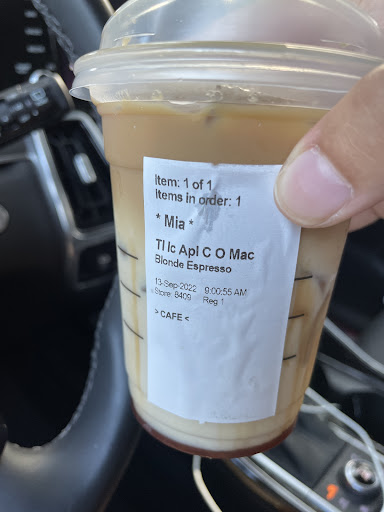 Item: 1 of 1
Items in order: 1
* Mia *
Tl Ic Apl C O Mac
Blonde Espresso
13-Sep-2022 9:00:55 AM
Store: 8409 Reg 1
> CAFE <